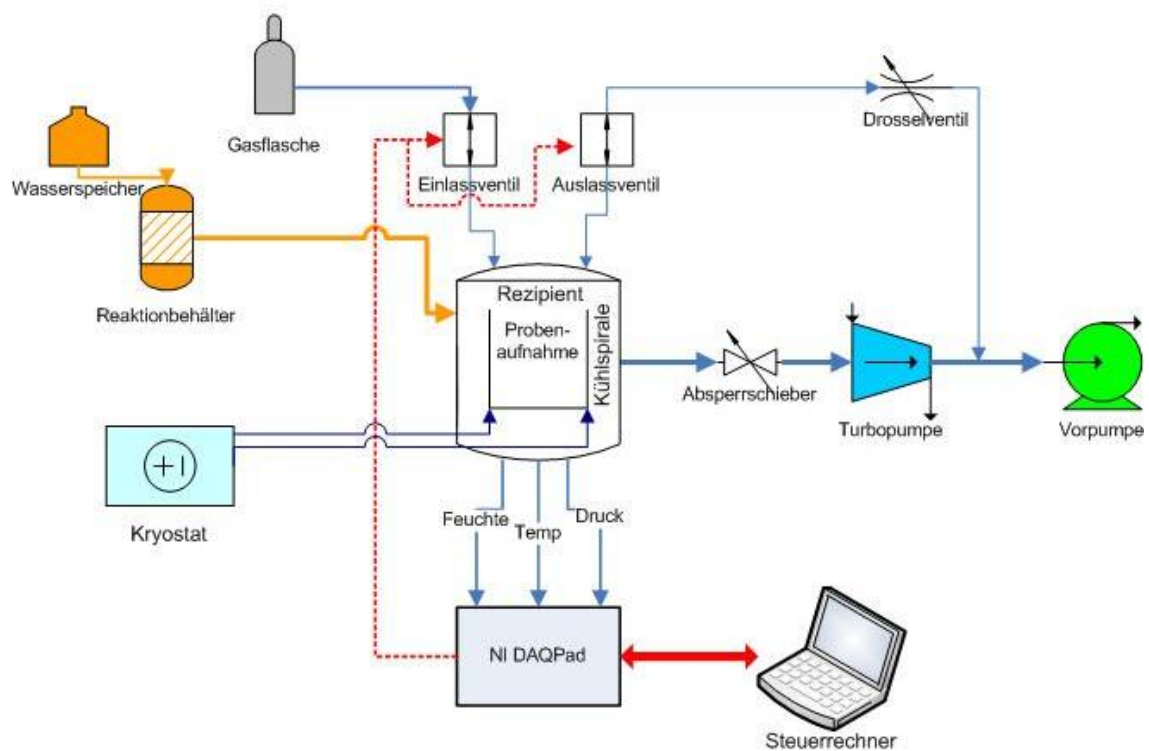 Gasflasche
Drosselventil
Wasserspeicher
Einlassventil
Auslassventil
Reaktionbehälter
Rezipient
Proben-
aufnahme
Kühlspirale
Absperrschieber
Turbopumpe
Vorpumpe
Kryostat
Feuchte
Temp
Druck
NI DAQPad
Steuerrechner